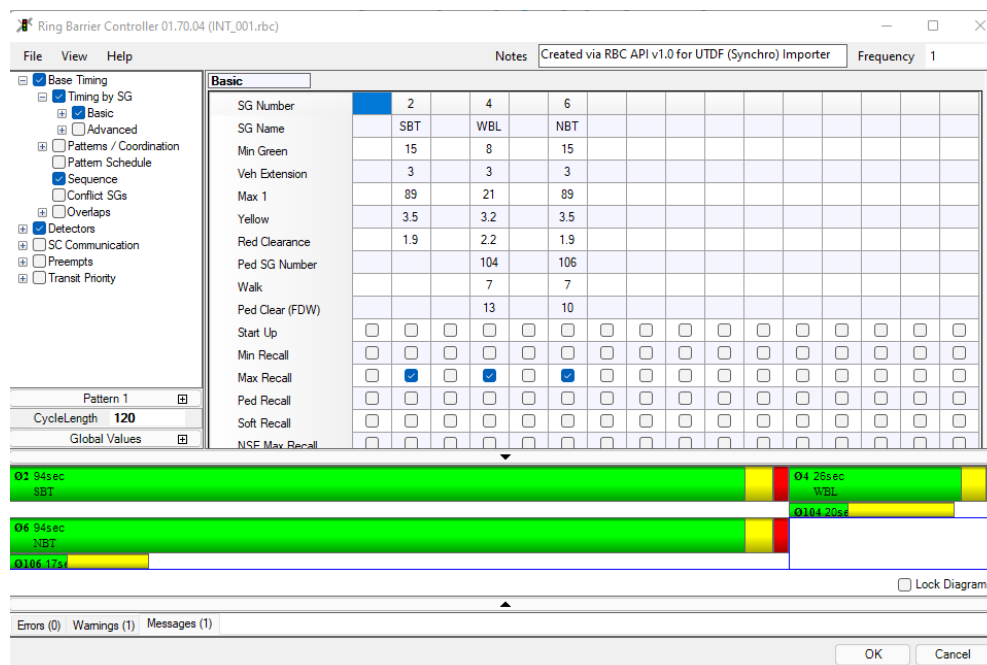 Ring Barrier Controller 01.70.04 (INT_001.rbc)
File View Help Notes Created via RBC API v1.0 for UTDF (Synchro) Importer Frequency 1
Base Timing
Timing by SG
Basic
Advanced
Patterns / Coordination
Pattern Schedule
Sequence
Conflict SGs
Overlaps
Detectors
SC Communication
Preempts
Transit Priority
Pattern 1
CycleLength 120
Global Values
Basic
SG Number 2 4 6
SG Name SBT WBL NBT
Min Green 15 8 15
Veh Extension 3 3 3
Max 1 89 21 89
Yellow 3.5 3.2 3.5
Red Clearance 1.9 2.2 1.9
Ped SG Number 104 106
Walk 7 7
Ped Clear (FDW) 13 10
Start Up
Min Recall
Max Recall
Ped Recall
Soft Recall
NSE Max Recall
Ø2 94sec Ø4 26sec
SBT WBL
Ø104 20se
Ø6 94sec
NBT
Ø106 17se
Lock Diagram
Errors (0) Warnings (1) Messages (1)
OK Cancel